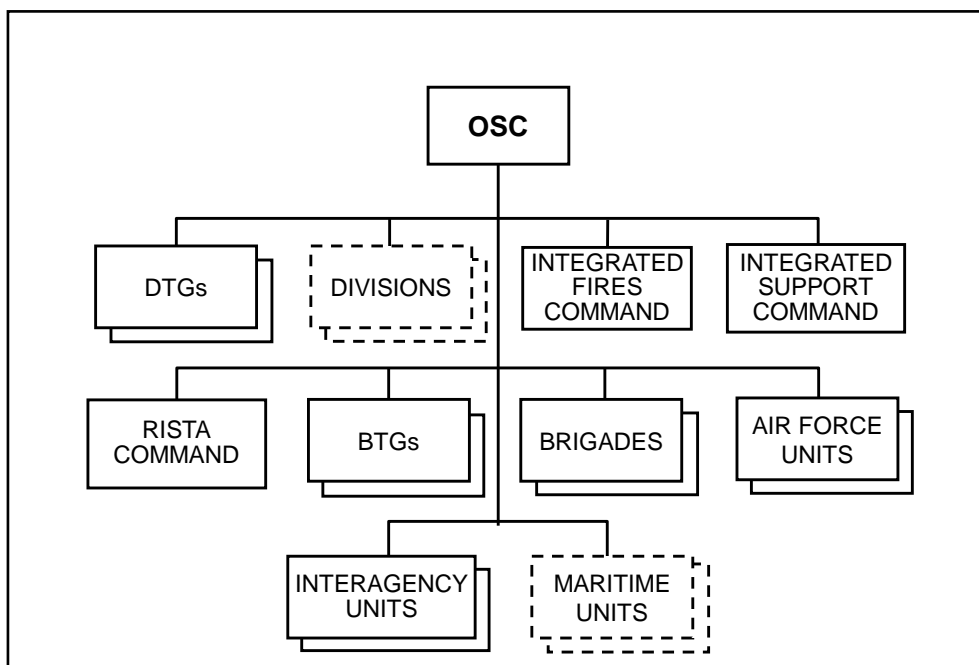 OSC
DTGs
DIVISIONS
INTEGRATED
FIRES
COMMAND
INTEGRATED
SUPPORT
COMMAND
RISTA
COMMAND
BTGs
BRIGADES
AIR FORCE
UNITS
INTERAGENCY
UNITS
MARITIME
UNITS